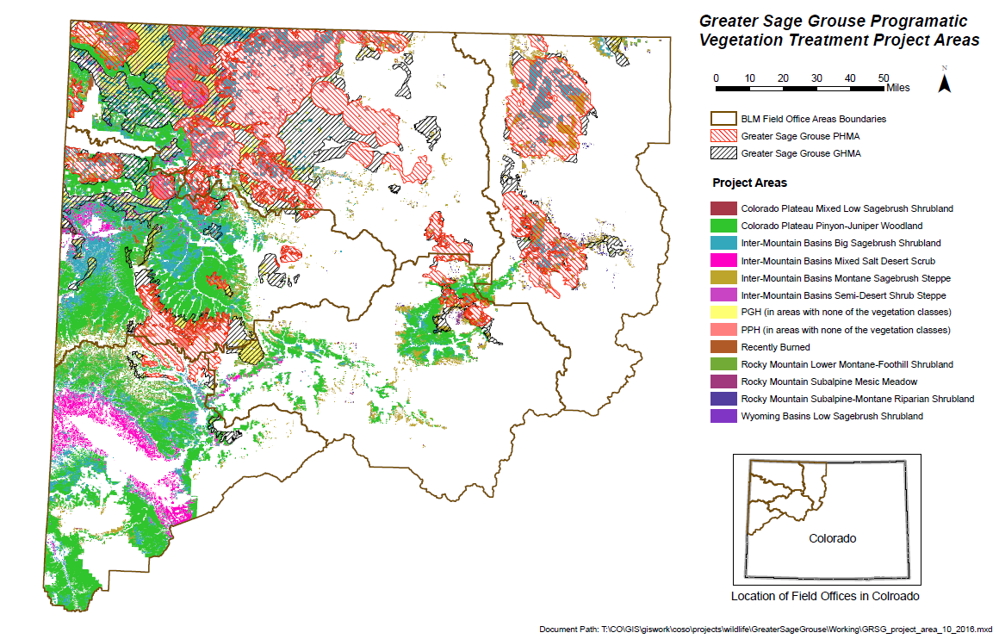 Greater Sage Grouse Programatic
Vegetation Treatment Project Areas
N
0 10 20 30 40 50
Miles
BLM Field Office Areas Boundaries
Greater Sage Grouse PHMA
Greater Sage Grouse GHMA
Project Areas
Colorado Plateau Mixed Low Sagebrush Shrubland
Colorado Plateau Pinyon-Juniper Woodland
Inter-Mountain Basins Big Sagebrush Shrubland
Inter-Mountain Basins Mixed Salt Desert Scrub
Inter-Mountain Basins Montane Sagebrush Steppe
Inter-Mountain Basins Semi-Desert Shrub Steppe
PGH (in areas with none of the vegetation classes)
PPH (in areas with none of the vegetation classes)
Recently Burned
Rocky Mountain Lower Montane-Foothill Shrubland
Rocky Mountain Subalpine Mesic Meadow
Rocky Mountain Subalpine-Montane Riparian Shrubland
Wyoming Basins Low Sagebrush Shrubland
Colorado
Location of Field Offices in Colroado
Document Path: T:\CO\GIS\giswork\coso\projects\wildlife\GreaterSageGrouse\Working\GRSG_project_area_10_2016.mxd